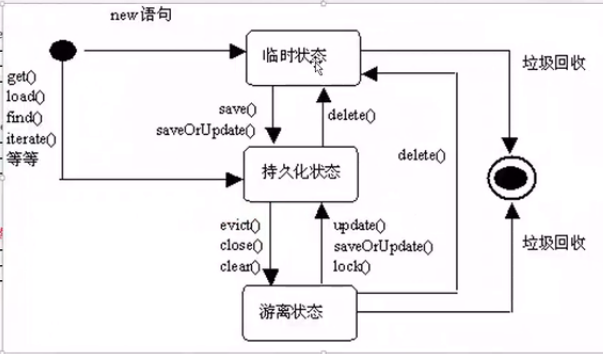 new语句
临时状态
垃圾回收
get()
load()
find()
iterate()
等等
save()
saveOrUpdate()
delete()
delete()
持久化状态
evict()
close()
clear()
update()
saveOrUpdate()
lock()
垃圾回收
游离状态